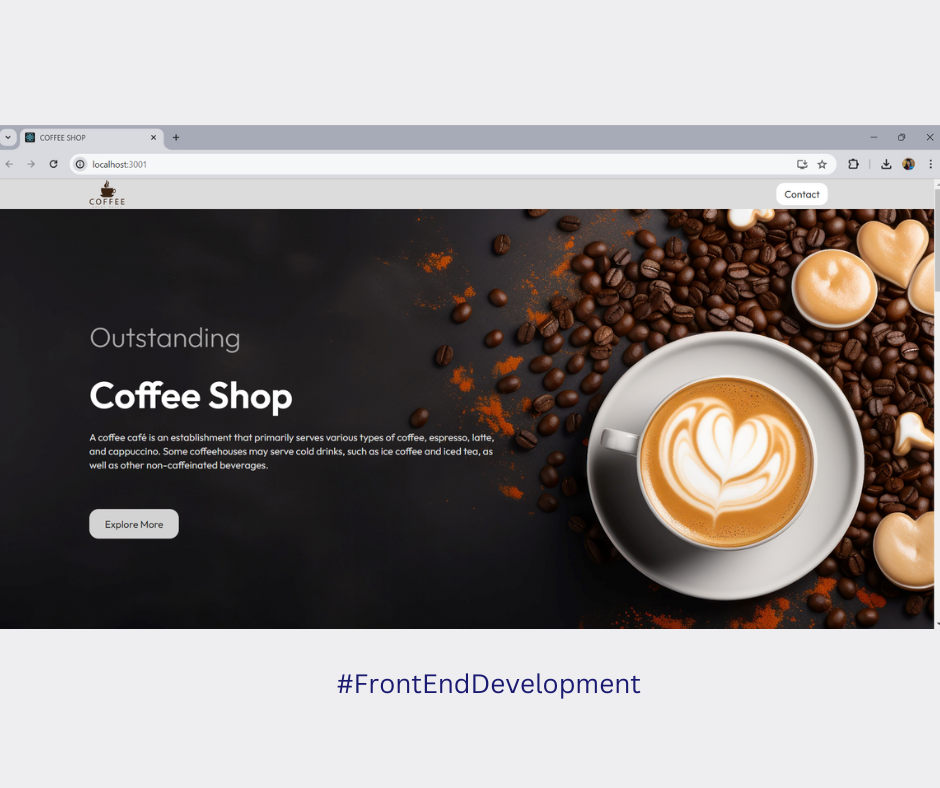 COFFEE SHOP
localhost:3001
COFFEE
Contact
Outstanding
Coffee Shop
A coffee café is an establishment that primarily serves various types of coffee, espresso, latte,
and cappuccino. Some coffeehouses may serve cold drinks, such as ice coffee and iced tea, as
well as other non-caffeinated beverages.
Explore More
#FrontEndDevelopment